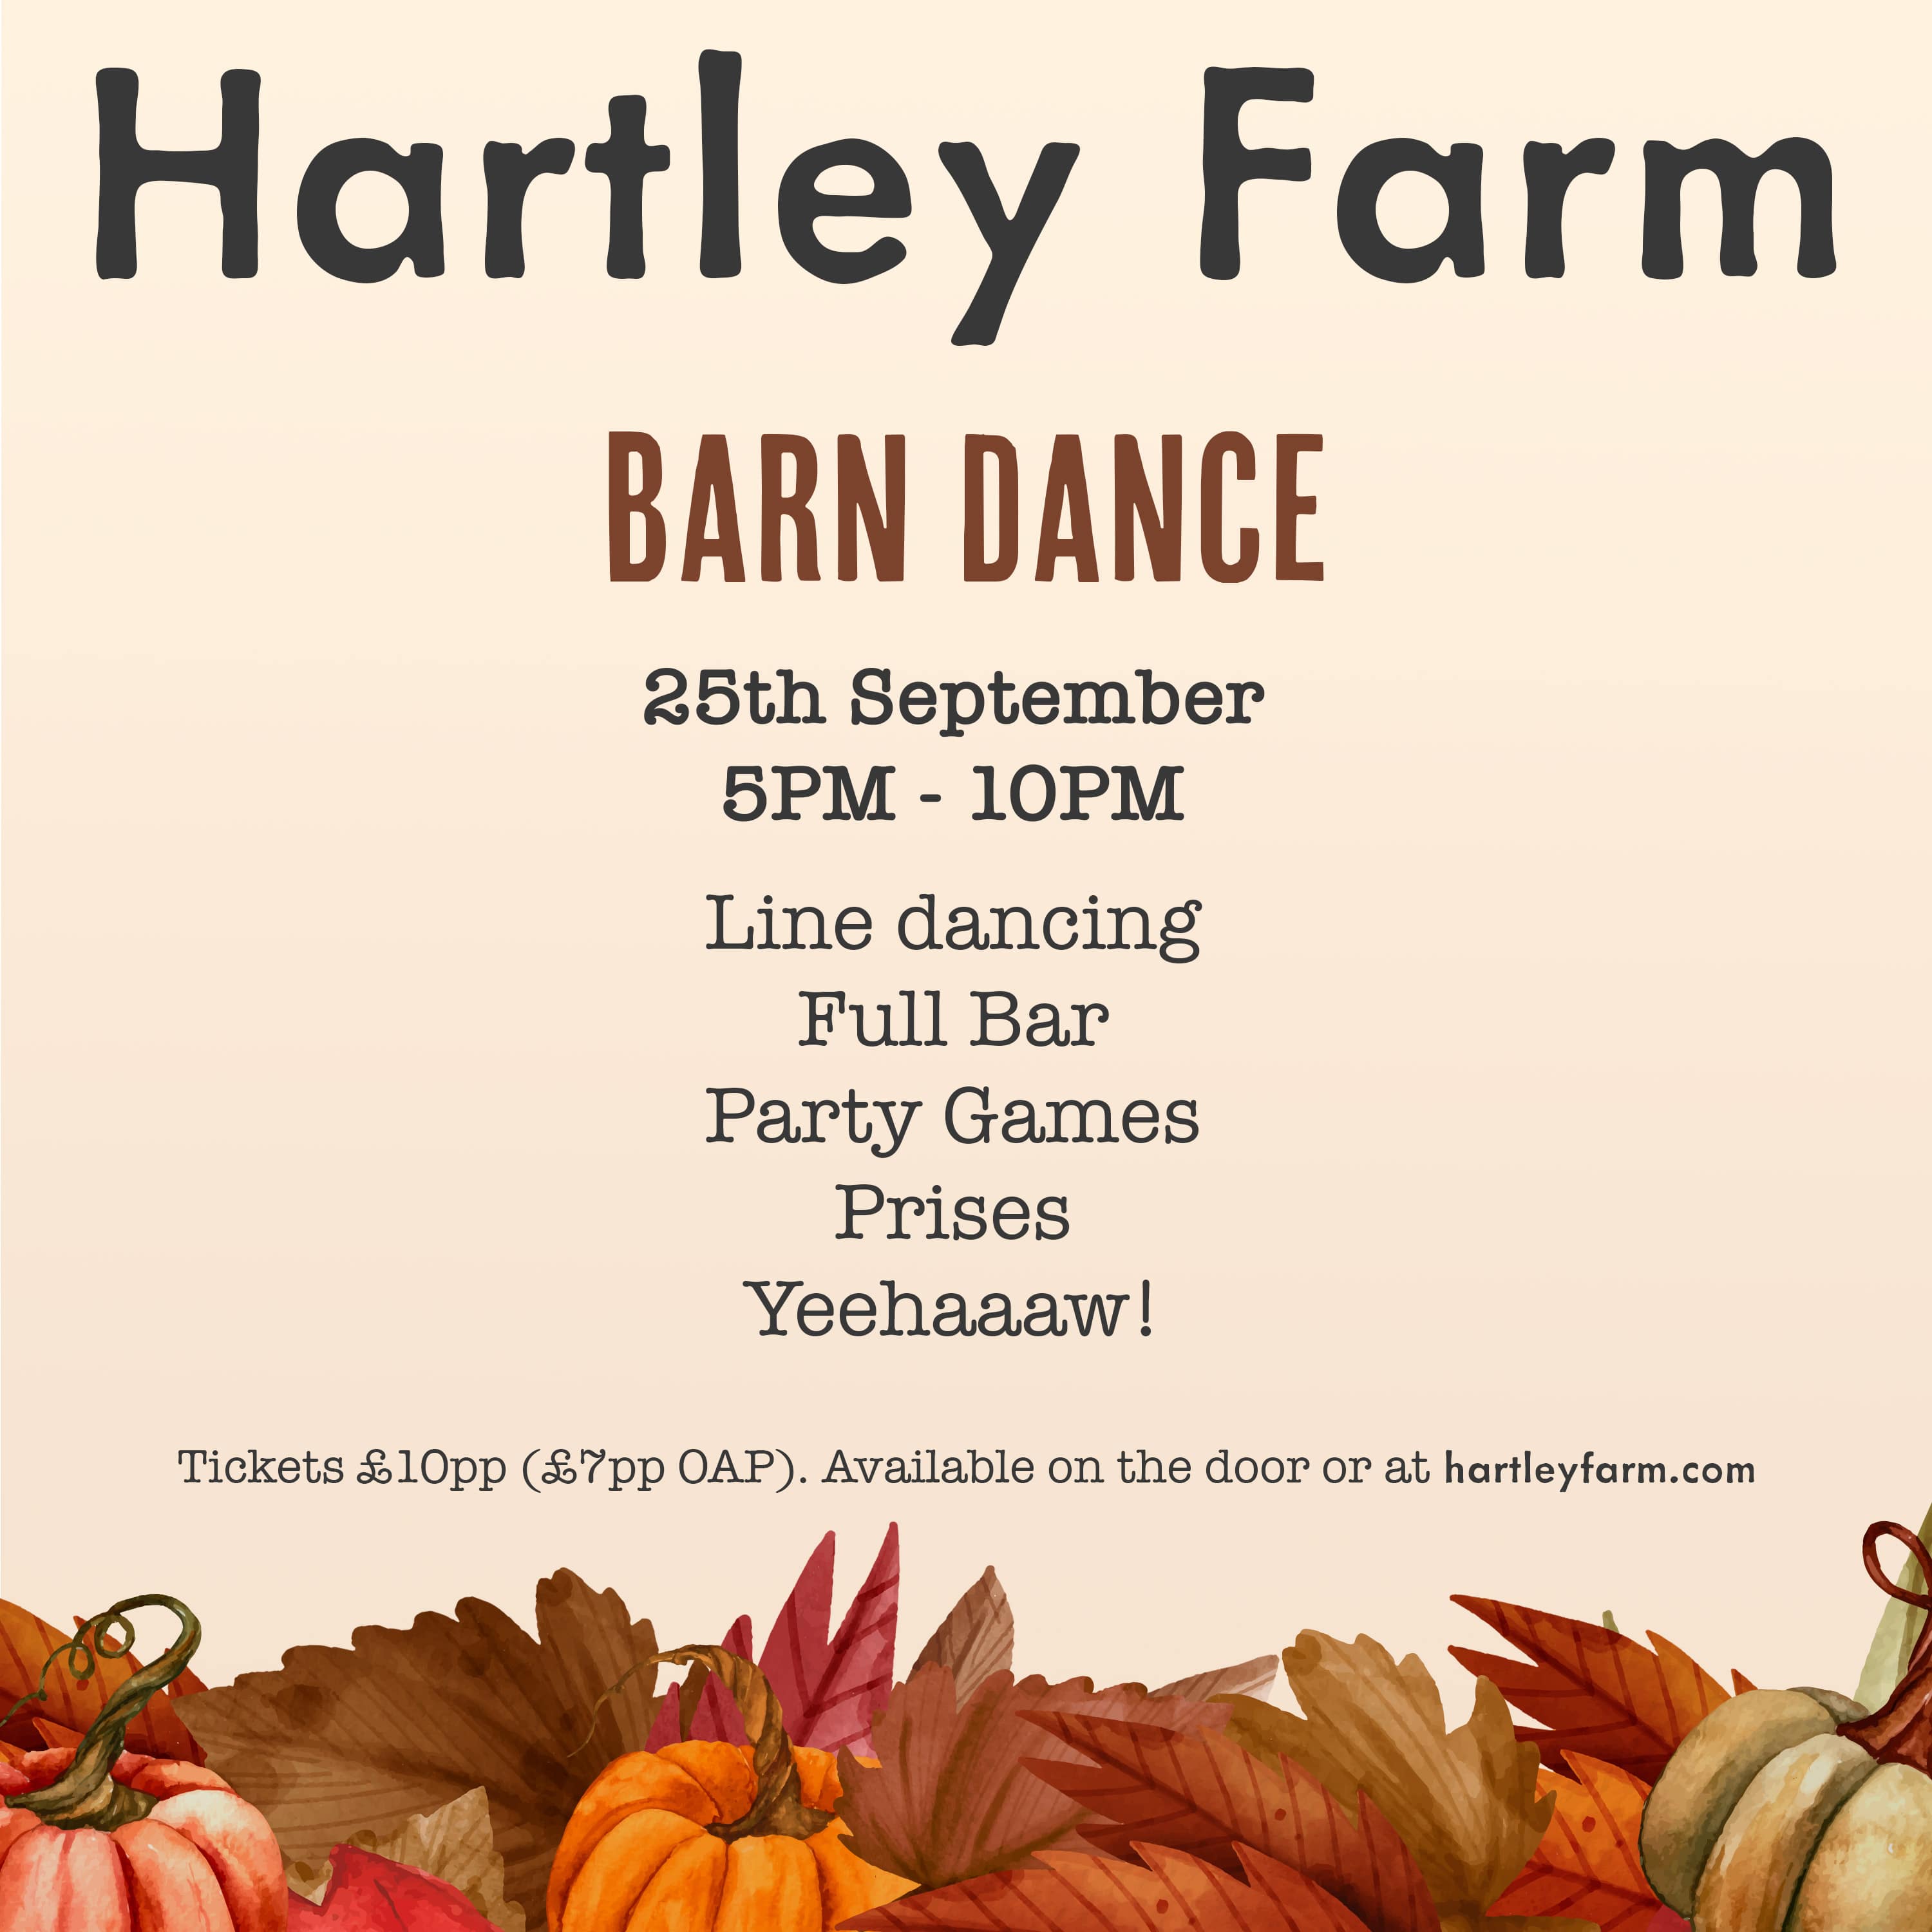 Hartley Farm
BARN DANCE
25th September
5PM - 10PM
Line dancing
Full Bar
Party Games
Prises
Yeehaaaw!
Tickets £10pp (£7pp OAP). Available on the door or at hartleyfarm.com